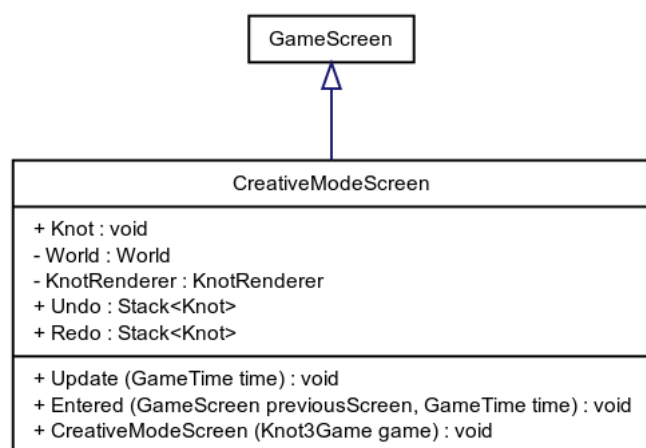 GameScreen
CreativeModeScreen
+ Knot : void
- World : World
- KnotRenderer : KnotRenderer
+ Undo : Stack<Knot>
+ Redo : Stack<Knot>
+ Update (GameTime time) : void
+ Entered (GameScreen previousScreen, GameTime time) : void
+ CreativeModeScreen (Knot3Game game) : void